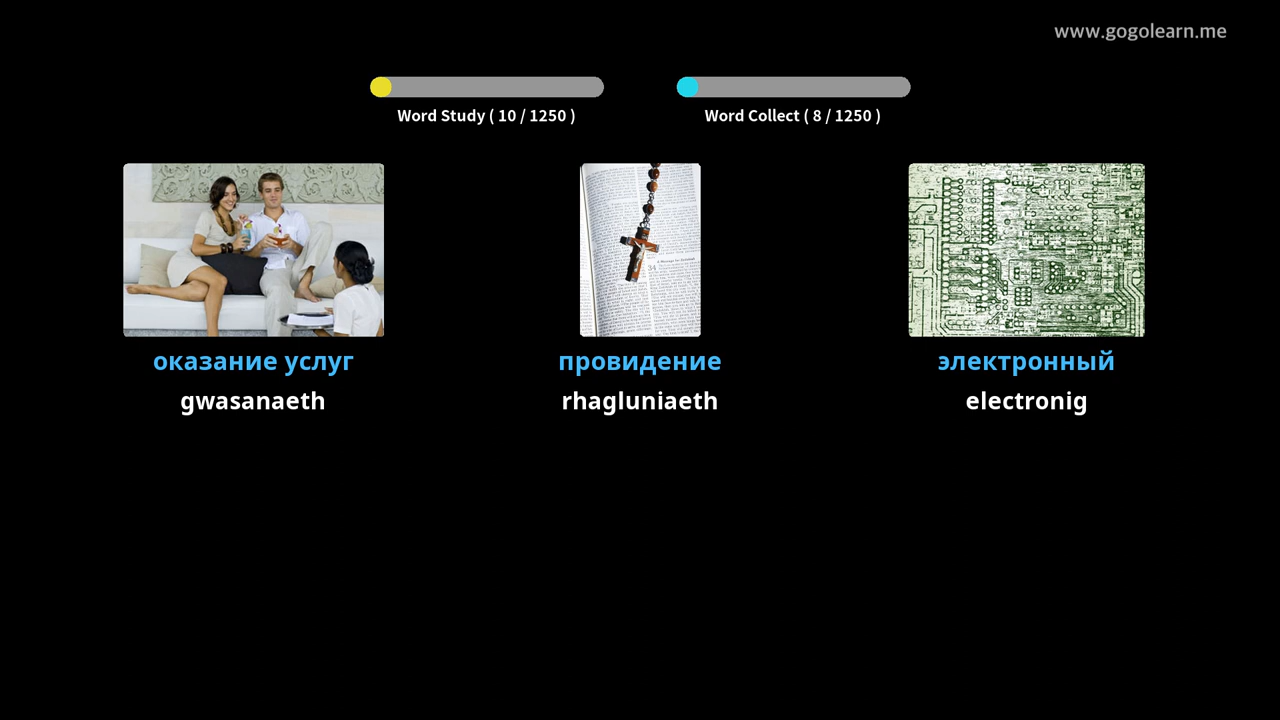 www.gogolearn.me
Word Study ( 10 / 1250 )
Word Collect ( 8 / 1250 )
оказание услуг
провидение
электронный
gwasanaeth
rhagluniaeth
electronig